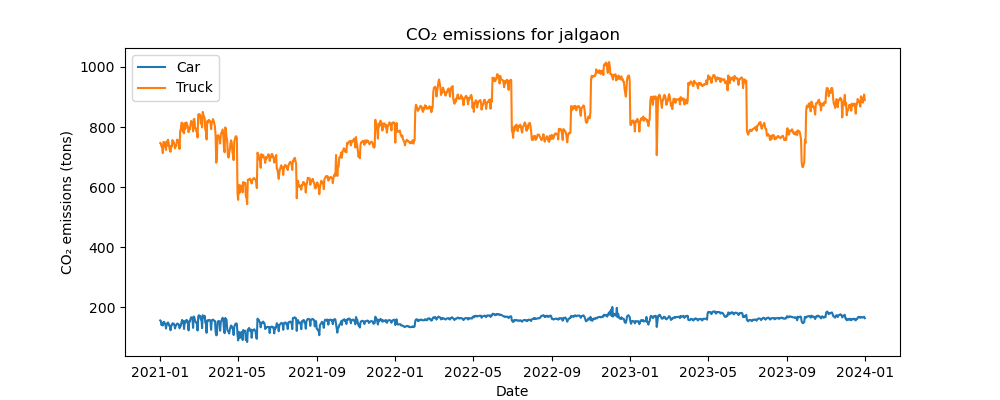 CO₂ emissions for jalgaon
Car
Truck
CO₂ emissions (tons)
1000
800
600
400
200
2021-01 2021-05 2021-09 2022-01 2022-05 2022-09 2023-01 2023-05 2023-09 2024-01
Date